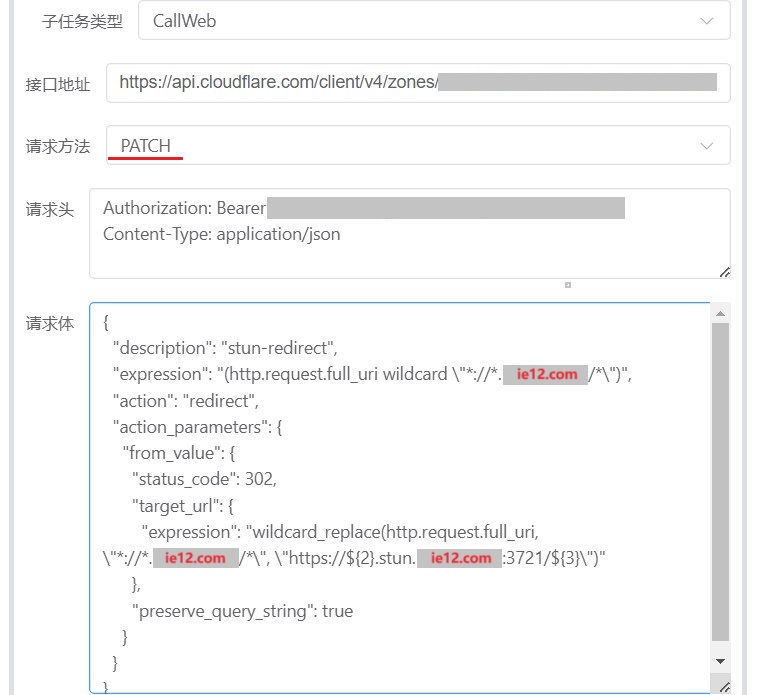 子任务类型 CallWeb
接口地址 https://api.cloudflare.com/client/v4/zones/
请求方法 PATCH
请求头 Authorization: Bearer
Content-Type: application/json
请求体 {
"description": "stun-redirect",
"expression": "(http.request.full_uri wildcard \"*://*.ie12.com/*\")",
"action": "redirect",
"action_parameters": {
"from_value": {
"status_code": 302,
"target_url": {
"expression": "wildcard_replace(http.request.full_uri,
\"*://*.ie12.com/*\", \"https://${2}.stun.ie12.com:3721/${3}\")"
},
"preserve_query_string": true
}
}
}